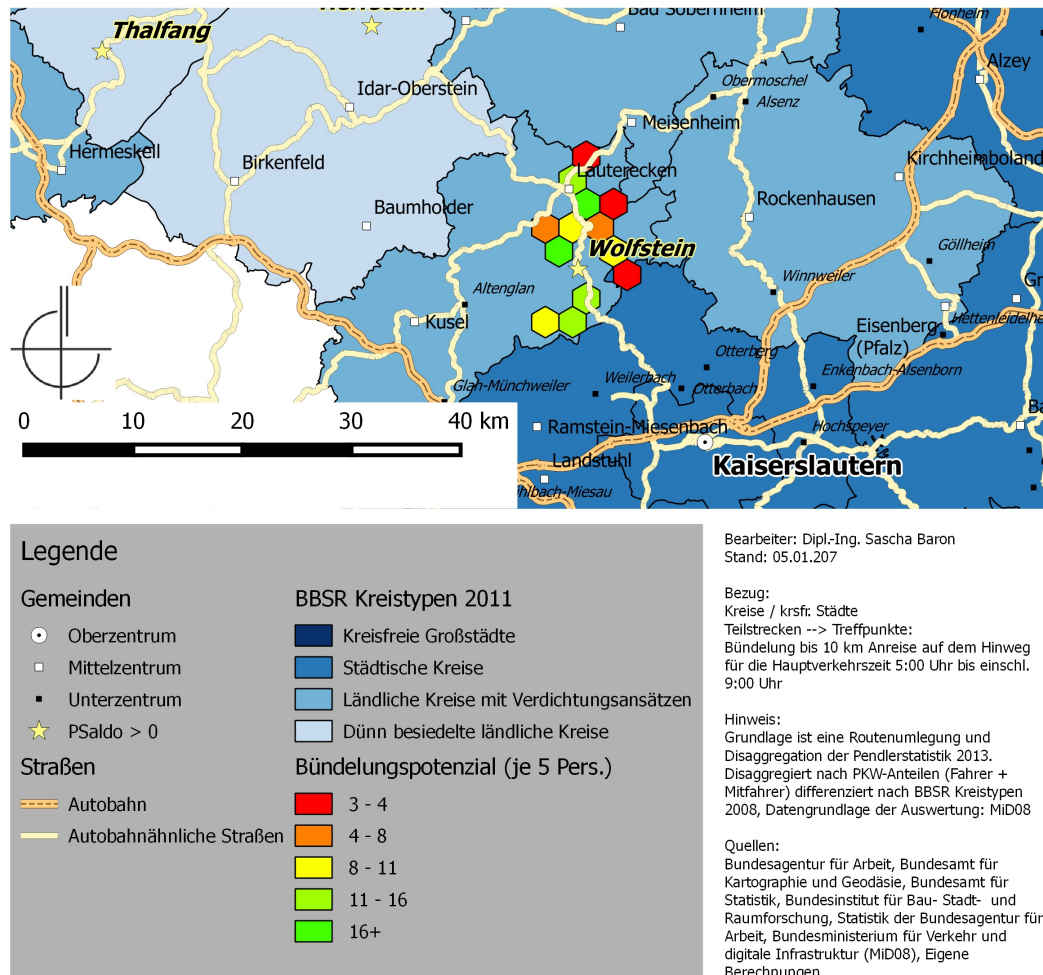 Herrstein
Thalfang
Bad Sobernheim
Flonheim
Alzey
Idar-Oberstein
Obermoschel
Alsenz
Meisenheim
Hermeskeil
Birkenfeld
Lauterecken
Kirchheimboland
Baumholder
Rockenhausen
Wolfstein
Göllheim
Altenglan
Winnweiler
Kusel
Gr
Hettenleidelhe
Eisenberg
(Pfalz)
Otterberg
Glan-Münchweiler
Weilerbach
Otterbach
Enkenbach-Alsenborn
0 10 20 30 40 km
Ramstein-Miesenbach
Hochspeyer
Ba
Landstuhl
Kaiserslautern
hlbach-Miesau
Legende
Gemeinden
Oberzentrum
Mittelzentrum
Unterzentrum
PSaldo > 0
Straßen
Autobahn
Autobahnähnliche Straßen
BBSR Kreistypen 2011
Kreisfreie Großstädte
Städtische Kreise
Ländliche Kreise mit Verdichtungsansätzen
Dünn besiedelte ländliche Kreise
Bündelungspotenzial (je 5 Pers.)
3 - 4
4 - 8
8 - 11
11 - 16
16+
Bearbeiter: Dipl.-Ing. Sascha Baron
Stand: 05.01.207
Bezug:
Kreise / krsfr. Städte
Teilstrecken --> Treffpunkte:
Bündelung bis 10 km Anreise auf dem Hinweg
für die Hauptverkehrszeit 5:00 Uhr bis einschl.
9:00 Uhr
Hinweis:
Grundlage ist eine Routenumlegung und
Disaggregation der Pendlerstatistik 2013.
Disaggregiert nach PKW-Anteilen (Fahrer +
Mitfahrer) differenziert nach BBSR Kreistypen
2008, Datengrundlage der Auswertung: MiD08
Quellen:
Bundesagentur für Arbeit, Bundesamt für
Kartographie und Geodäsie, Bundesamt für
Statistik, Bundesinstitut für Bau- Stadt- und
Raumforschung, Statistik der Bundesagentur für
Arbeit, Bundesministerium für Verkehr und
digitale Infrastruktur (MiD08), Eigene
Berechnungen